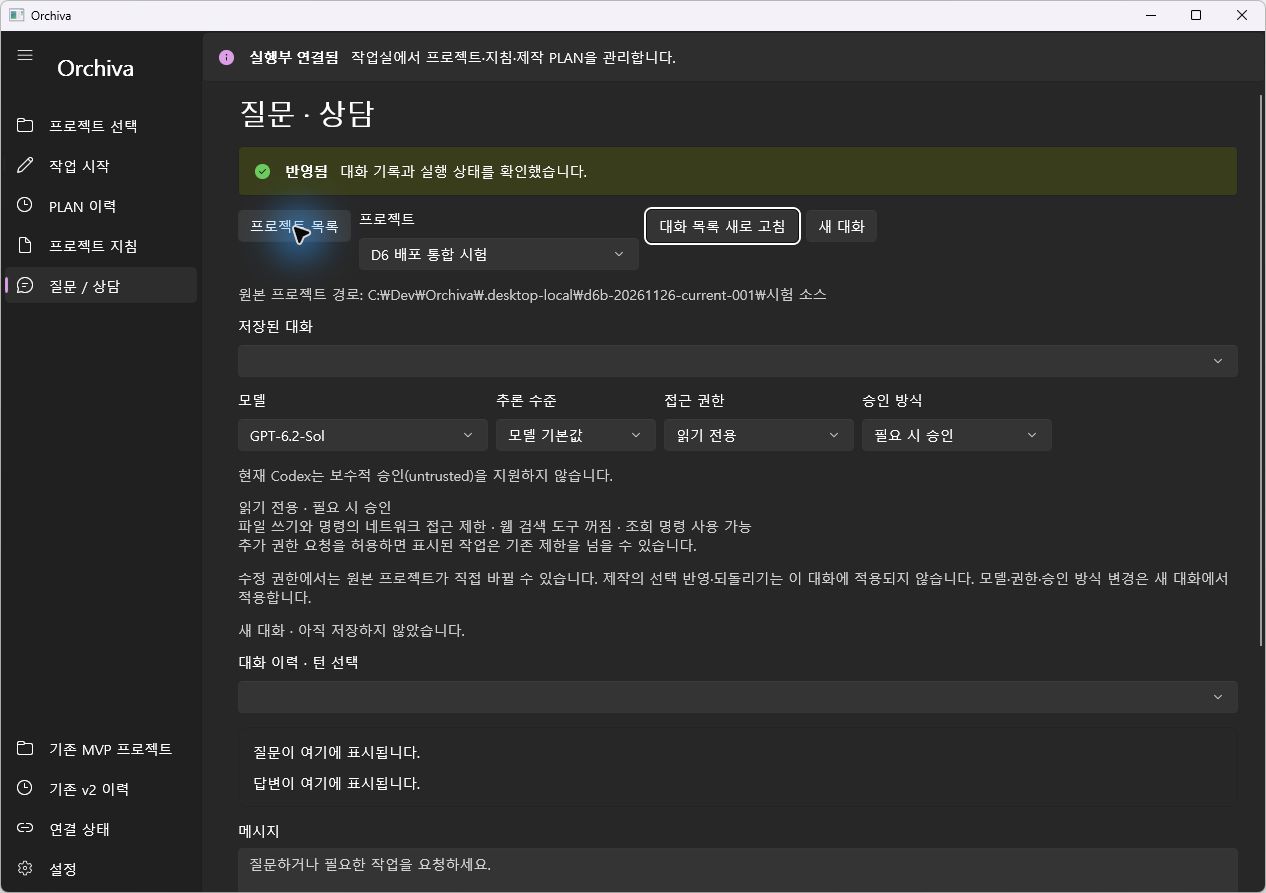 Orchiva
Orchiva
프로젝트 선택
작업 시작
PLAN 이력
프로젝트 지침
질문 / 상담
기존 MVP 프로젝트
기존 v2 이력
연결 상태
설정
실행부 연결됨 작업실에서 프로젝트·지침·제작 PLAN을 관리합니다.
질문 · 상담
반영됨 대화 기록과 실행 상태를 확인했습니다.
프로젝트 목록
프로젝트
D6 배포 통합 시험
대화 목록 새로 고침
새 대화
원본 프로젝트 경로: C:₩Dev₩Orchiva₩.desktop-local₩d6b-20261126-current-001₩시험 소스
저장된 대화
모델
추론 수준
접근 권한
승인 방식
GPT-6.2-Sol
모델 기본값
읽기 전용
필요 시 승인
현재 Codex는 보수적 승인(untrusted)을 지원하지 않습니다.
읽기 전용 · 필요 시 승인
파일 쓰기와 명령의 네트워크 접근 제한 · 웹 검색 도구 꺼짐 · 조회 명령 사용 가능
추가 권한 요청을 허용하면 표시된 작업은 기존 제한을 넘을 수 있습니다.
수정 권한에서는 원본 프로젝트가 직접 바뀔 수 있습니다. 제작의 선택 반영·되돌리기는 이 대화에 적용되지 않습니다. 모델·권한·승인 방식 변경은 새 대화에서
적용합니다.
새 대화 · 아직 저장하지 않았습니다.
대화 이력 · 턴 선택
질문이 여기에 표시됩니다.
답변이 여기에 표시됩니다.
메시지
질문하거나 필요한 작업을 요청하세요.